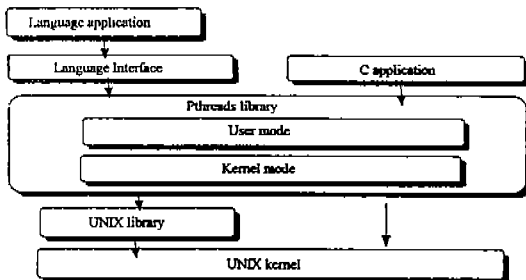 Language application
Language Interface
C application
Pthreads library
User mode
Kernel mode
UNIX library
UNIX kernel